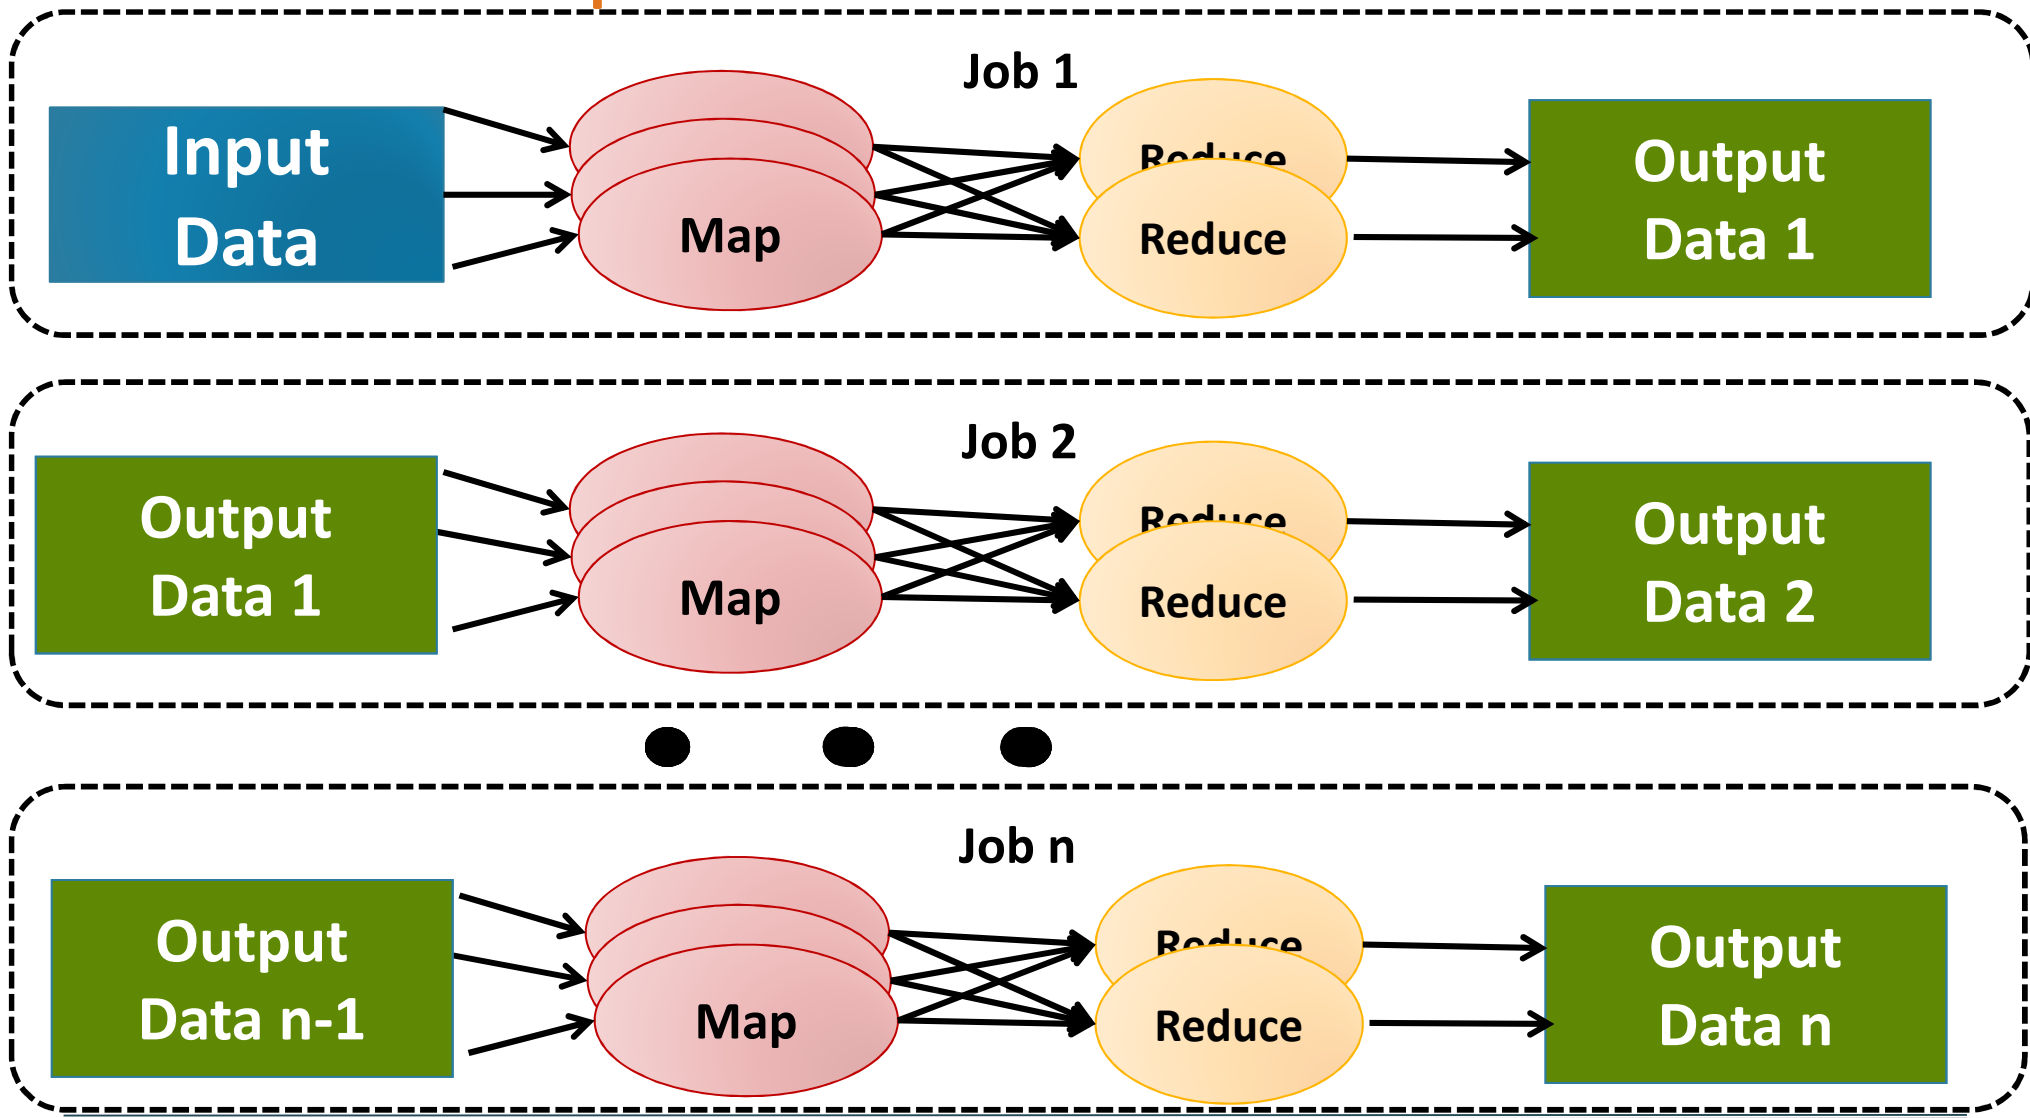 Job 1
Input
Data
Map
Reduce
Reduce
Output
Data 1
Job 2
Output
Data 1
Map
Reduce
Reduce
Output
Data 2
Job n
Output
Data n-1
Map
Reduce
Reduce
Output
Data n